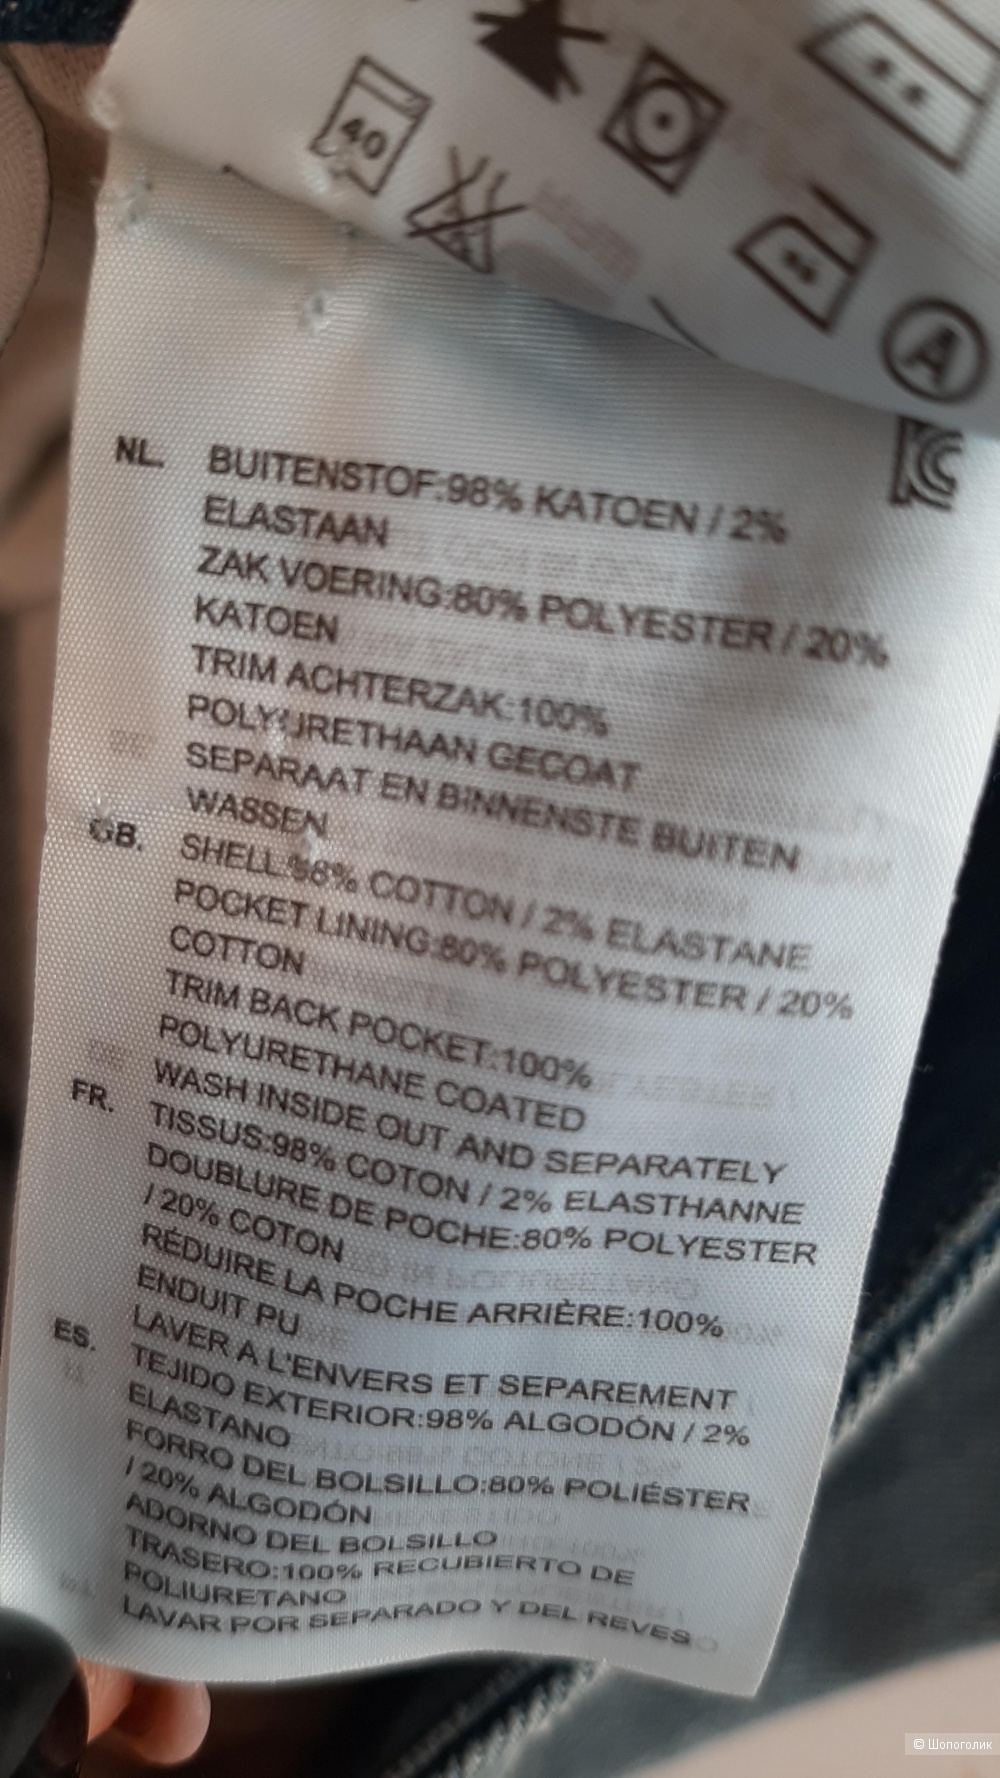 40
A
NL. BUITENSTOF:98% KATOEN / 2%
ELASTAAN
ZAK VOERING:80% POLYESTER / 20%
KATOEN
TRIM ACHTERZAK:100%
POLYURETHAAN GECOAT
SEPARAAT EN BINNENSTE BUITEN
WASSEN
GB. SHELL:98% COTTON / 2% ELASTANE
POCKET LINING:80% POLYESTER / 20%
COTTON
TRIM BACK POCKET:100%
POLYURETHANE COATED
WASH INSIDE OUT AND SEPARATELY
FR. TISSUS:98% COTON / 2% ELASTHANNE
DOUBLURE DE POCHE:80% POLYESTER
/ 20% COTON
RÉDUIRE LA POCHE ARRIÈRE:100%
ENDUIT PU
LAVER A L'ENVERS ET SEPAREMENT
ES. TEJIDO EXTERIOR:98% ALGODÓN / 2%
ELASTANO
FORRO DEL BOLSILLO:80% POLIÉSTER
/ 20% ALGODÓN
ADORNO DEL BOLSILLO
TRASERO:100% RECUBIERTO DE
POLIURETANO
LAVAR POR SEPARADO Y DEL REVES
© Шопоголик